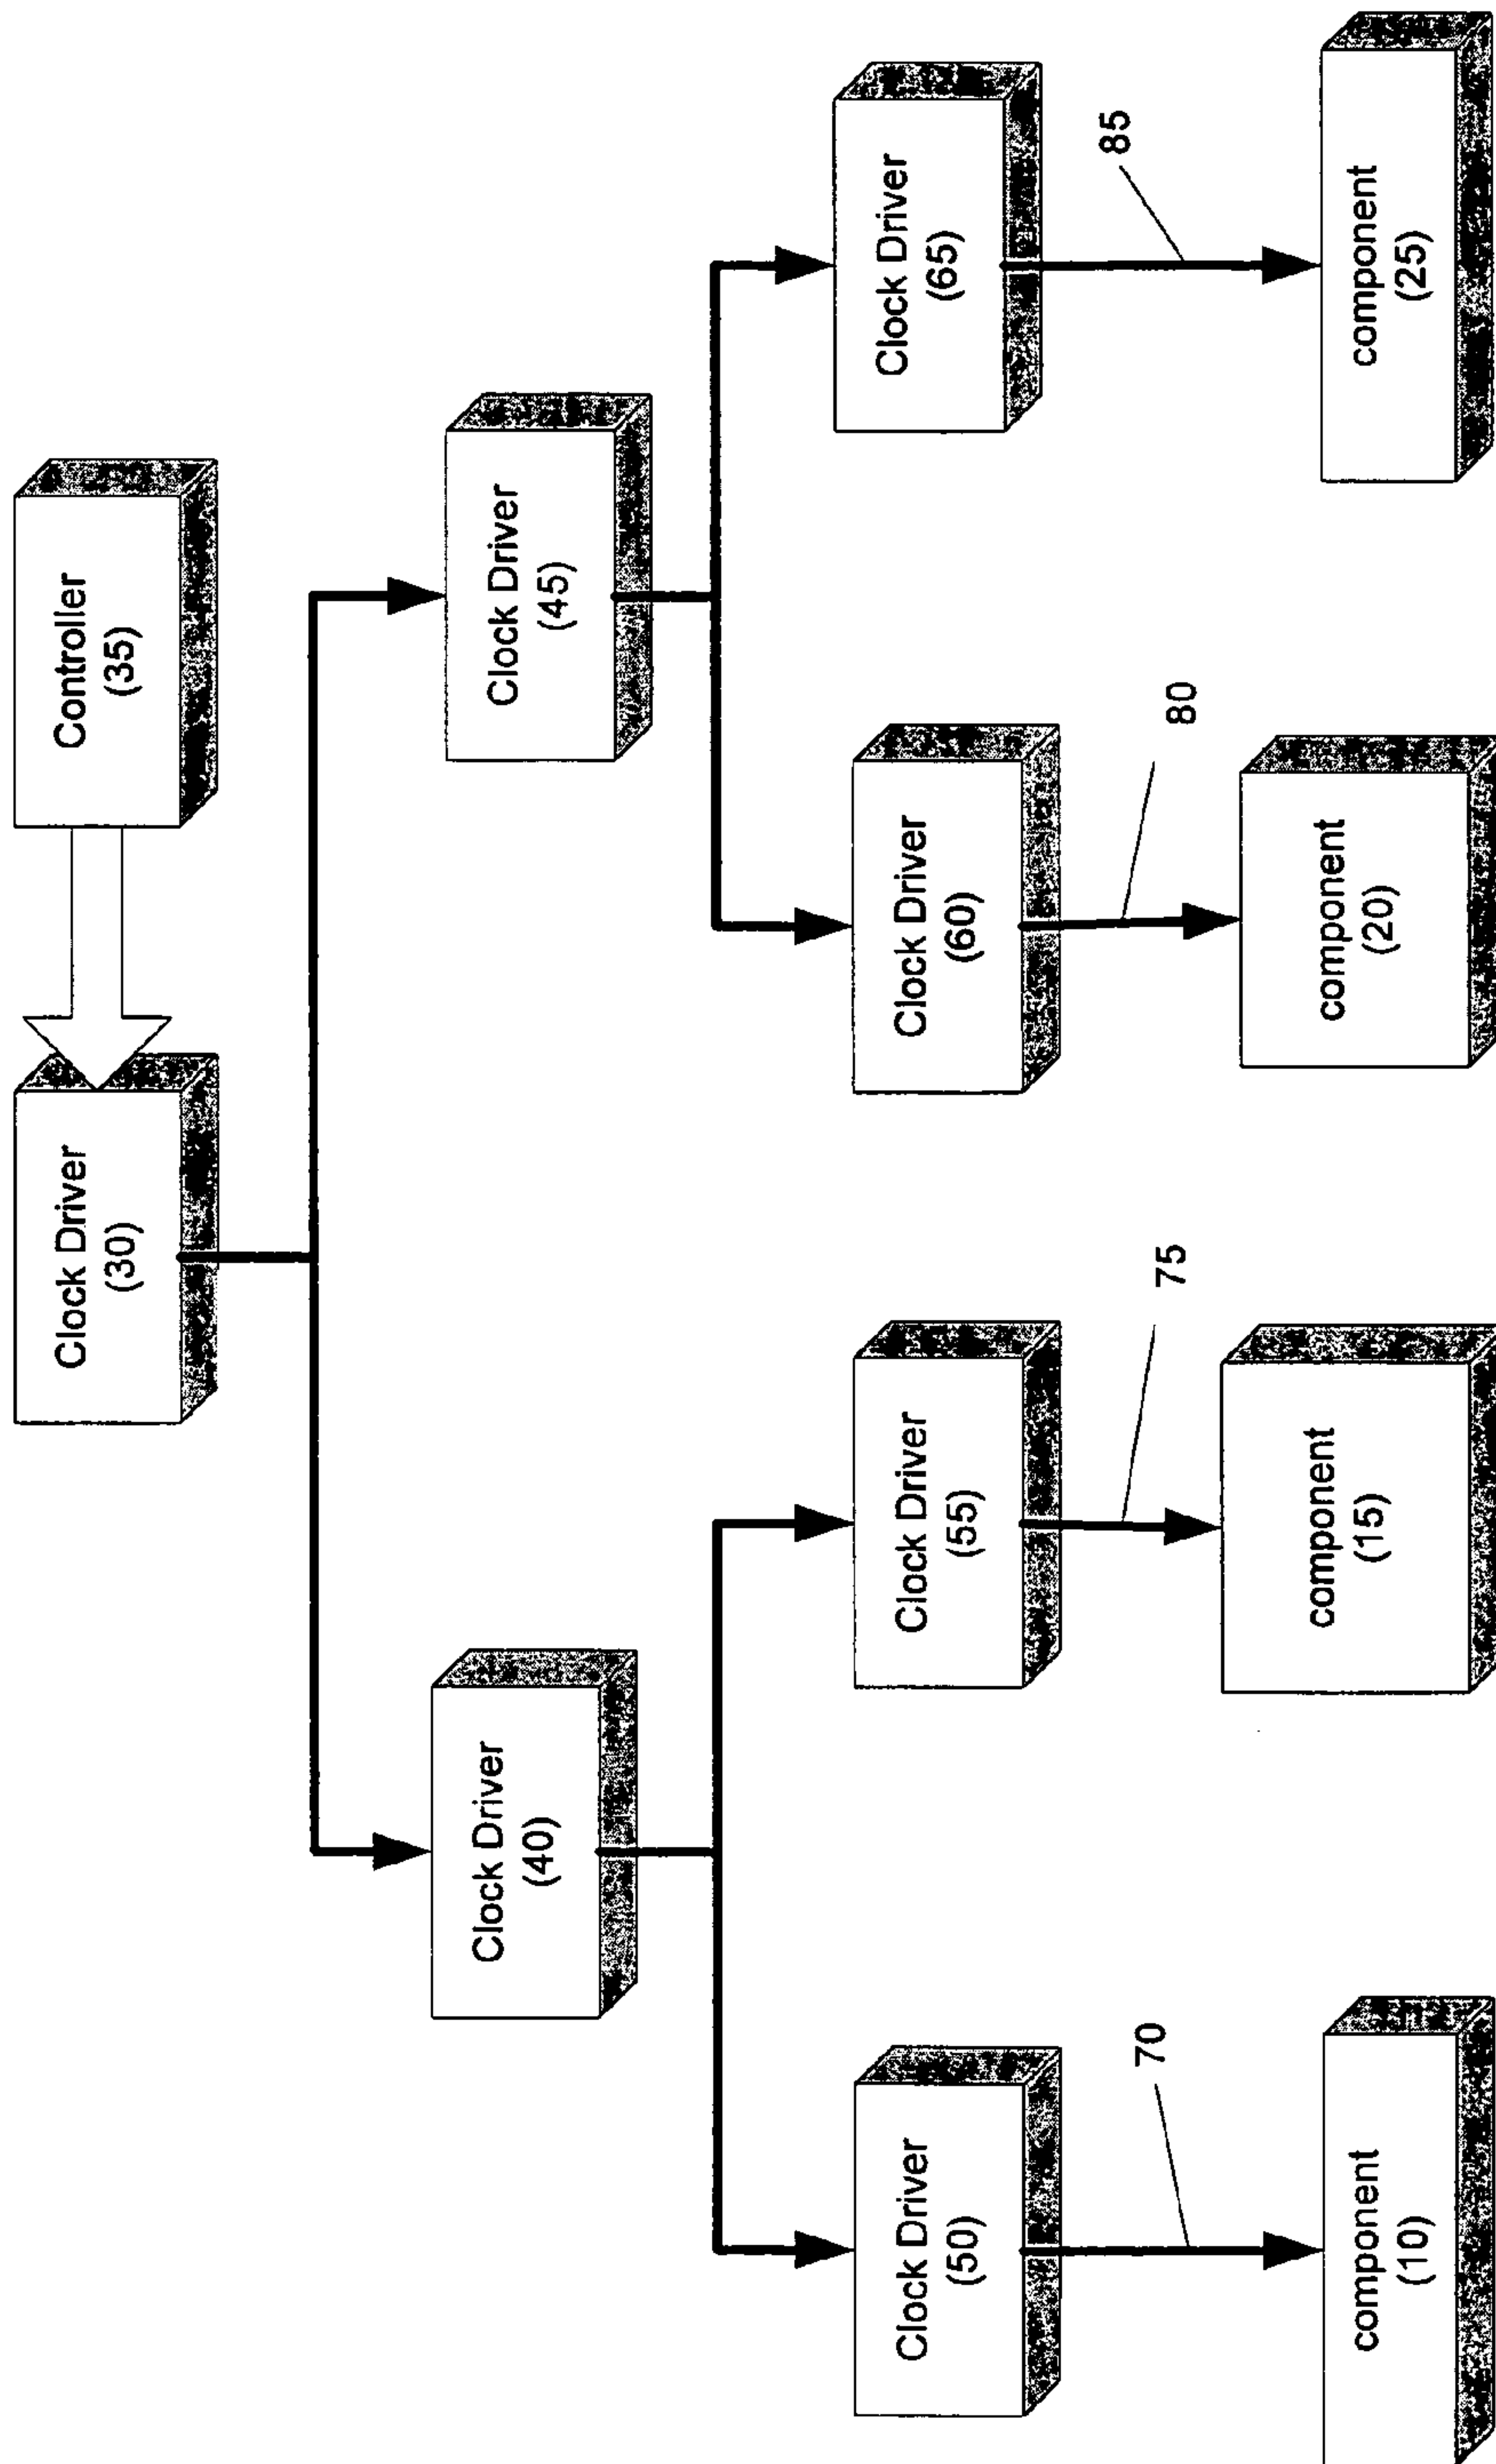 Clock Driver
(30)
Controller
(35)
Clock Driver
(40)
Clock Driver
(45)
Clock Driver
(50)
Clock Driver
(55)
Clock Driver
(60)
Clock Driver
(65)
70
75
80
85
component
(10)
component
(15)
component
(20)
component
(25)